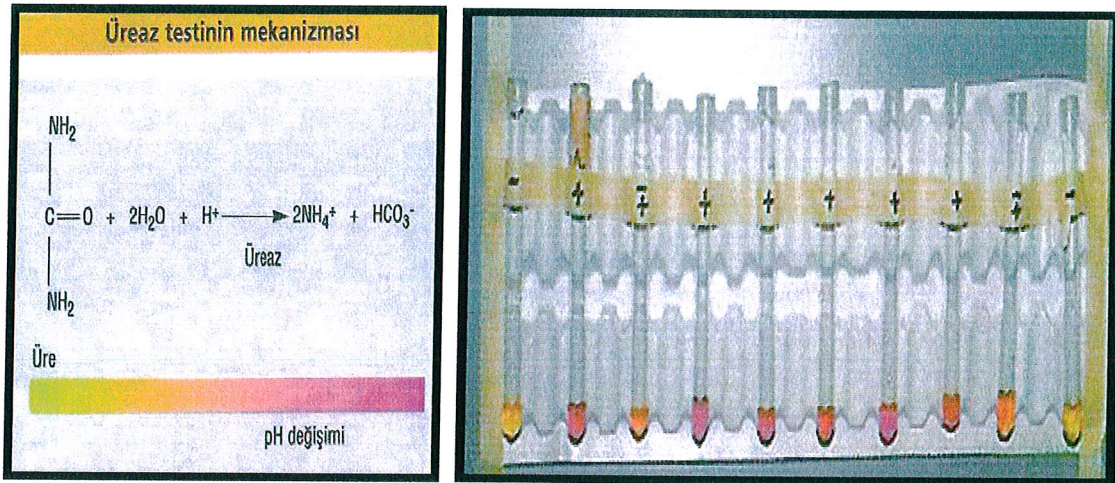 Üreaz testinin mekanizması
NH₂
C=O + 2H₂O + H⁺ → 2NH₄⁺ + HCO₃⁻
Üreaz
NH₂
Üre
pH değişimi
- + ± + + + + + ± -